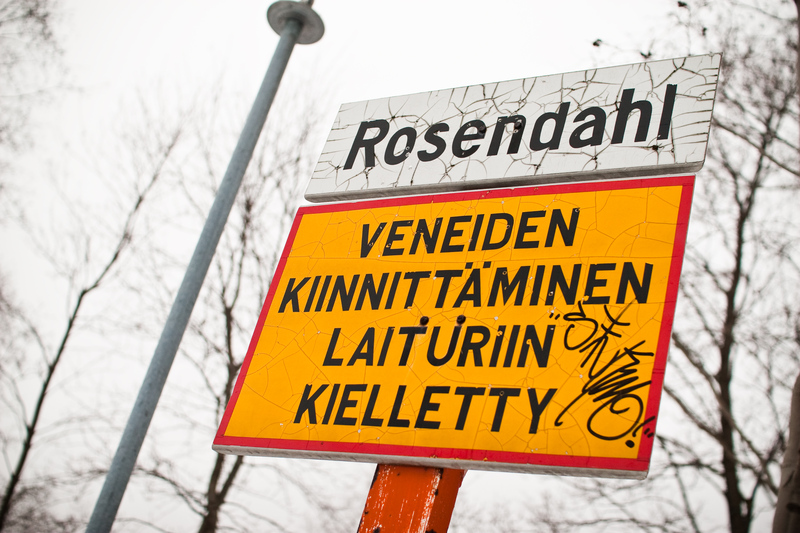 Rosendahl
VENEIDEN
KIINNITTÄMINEN
LAITURIIN
KIELLETTY